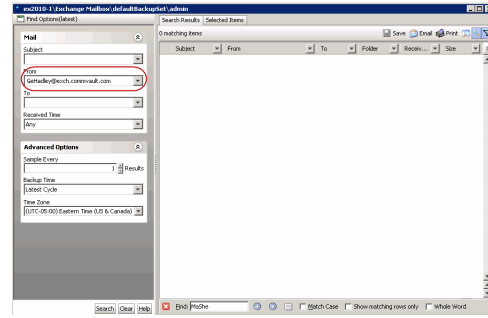 ex2010-1\Exchange Mailbox\defaultBackupSet\admin
Find Options(latest)
Mail
Subject
From
GeHadley@exch.commvault.com
To
Received Time
Any
Advanced Options
Sample Every
1 Results
Backup Time
Latest Cycle
Time Zone
(UTC-05:00) Eastern Time (US & Canada)
Search Clear Help
Search Results Selected Items
0 matching items
Save Email Print
Subject From To Folder Receiv... Size
Find: MaShe
Match Case Show matching rows only Whole Word